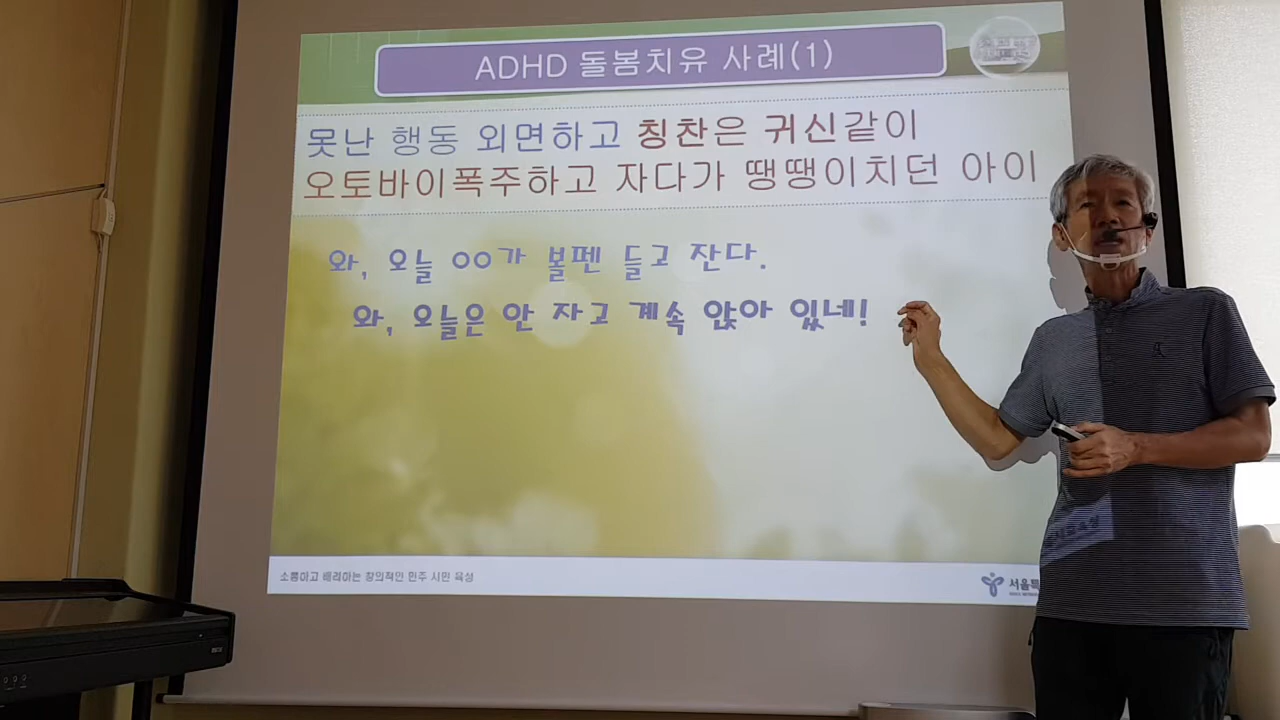 ADHD 돌봄치유 사례(1)
못난 행동 외면하고 칭찬은 귀신같이
오토바이폭주하고 자다가 땡땡이치던 아이
와, 오늘 OO가 볼펜 들고 잔다.
와, 오늘은 안 자고 계속 앉아 있네!
소통하고 배려하는 창의적인 민주 시민 육성
서울특